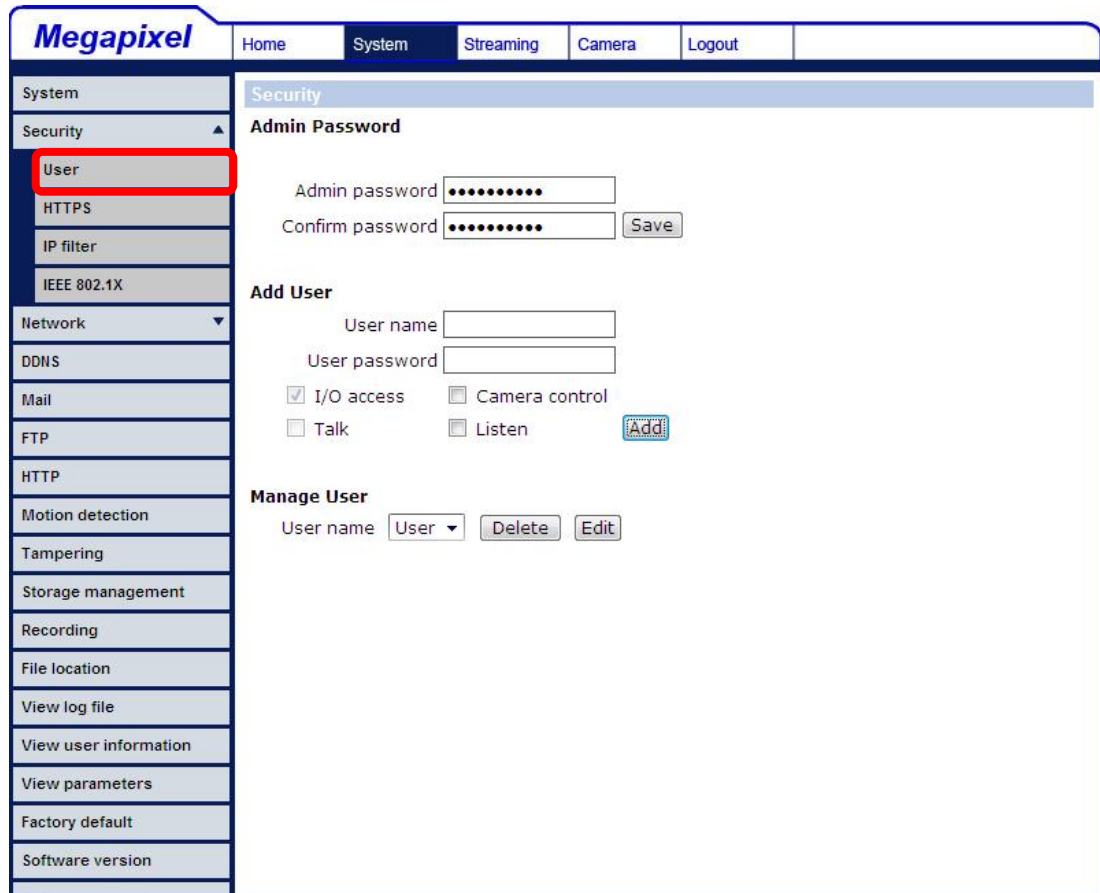 Megapixel
Home System Streaming Camera Logout
System
Security
User
HTTPS
IP filter
IEEE 802.1X
Network
DDNS
Mail
FTP
HTTP
Motion detection
Tampering
Storage management
Recording
File location
View log file
View user information
View parameters
Factory default
Software version
Security
Admin Password
Admin password ••••••••••
Confirm password •••••••••• Save
Add User
User name
User password
I/O access Camera control
Talk Listen Add
Manage User
User name User Delete Edit